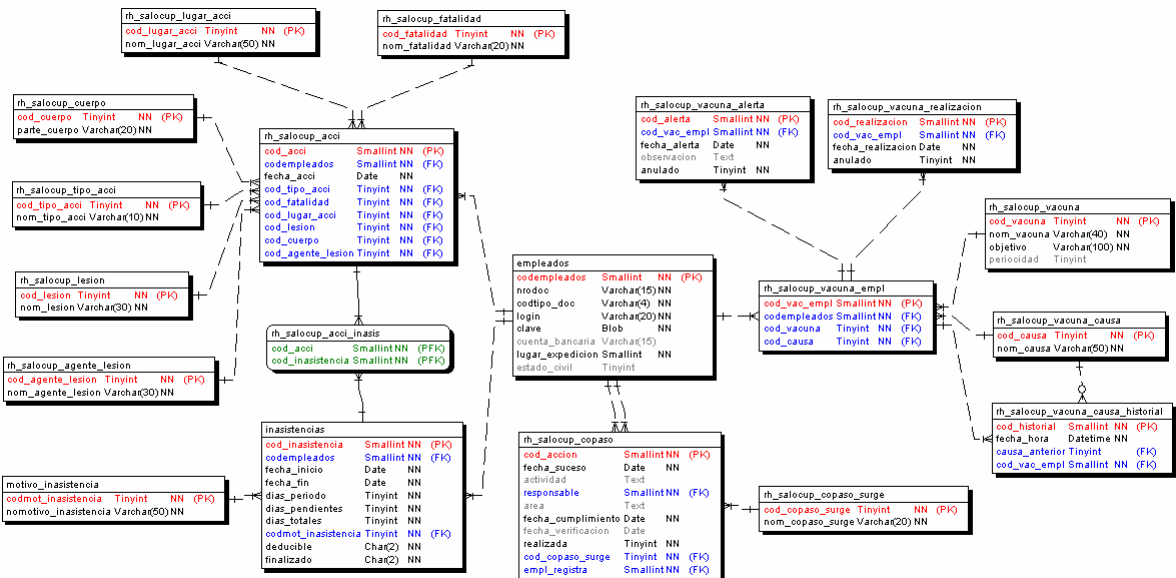 rh_salocup_lugar_acci
cod_lugar_acci Tinyint NN (PK)
nom_lugar_acci Varchar(50) NN
rh_salocup_fatalidad
cod_fatalidad Tinyint NN (PK)
nom_fatalidad Varchar(20) NN
rh_salocup_cuerpo
cod_cuerpo Tinyint NN (PK)
parte_cuerpo Varchar(20) NN
rh_salocup_tipo_acci
cod_tipo_acci Tinyint NN (PK)
nom_tipo_acci Varchar(10) NN
rh_salocup_lesion
cod_lesion Tinyint NN (PK)
nom_lesion Varchar(30) NN
rh_salocup_agente_lesion
cod_agente_lesion Tinyint NN (PK)
nom_agente_lesion Varchar(30) NN
rh_salocup_acci
cod_acci Smallint NN (PK)
codempleados Smallint NN (FK)
fecha_acci Date NN
cod_tipo_acci Tinyint NN (FK)
cod_fatalidad Tinyint NN (FK)
cod_lugar_acci Tinyint NN (FK)
cod_lesion Tinyint NN (FK)
cod_cuerpo Tinyint NN (FK)
cod_agente_lesion Tinyint NN (FK)
rh_salocup_acci_inasis
cod_acci Smallint NN (PFK)
cod_inasistencia Smallint NN (PFK)
inasistencias
cod_inasistencia Smallint NN (PK)
codempleados Smallint NN (FK)
fecha_inicio Date NN
fecha_fin Date NN
dias_periodo Tinyint NN
dias_pendientes Tinyint NN
dias_totales Tinyint NN
codmot_inasistencia Tinyint NN (FK)
deducible Char(2) NN
finalizado Char(2) NN
motivo_inasistencia
codmot_inasistencia Tinyint NN (PK)
nomotivo_inasistencia Varchar(50) NN
empleados
codempleados Smallint NN (PK)
nrodoc Varchar(15) NN
codtipo_doc Varchar(4) NN
login Varchar(20) NN
clave Blob NN
cuenta_bancaria Varchar(15)
lugar_expedicion Smallint NN
estado_civil Tinyint
rh_salocup_copaso
cod_accion Smallint NN (PK)
fecha_suceso Date NN
actividad Text
responsable Smallint NN (FK)
area Text
fecha_cumplimiento Date NN
fecha_verificacion Date
realizada Tinyint NN
cod_copaso_surge Tinyint NN (FK)
empl_registra Smallint NN (FK)
rh_salocup_copaso_surge
cod_copaso_surge Tinyint NN (PK)
nom_copaso_surge Varchar(20) NN
rh_salocup_vacuna_alerta
cod_alerta Smallint NN (PK)
cod_vac_empl Smallint NN (FK)
fecha_alerta Date NN
observacion Text
anulado Tinyint NN
rh_salocup_vacuna_realizacion
cod_realizacion Smallint NN (PK)
cod_vac_empl Smallint NN (FK)
fecha_realizacion Date NN
anulado Tinyint NN
rh_salocup_vacuna_empl
cod_vac_empl Smallint NN (PK)
codempleados Smallint NN (FK)
cod_vacuna Tinyint NN (FK)
cod_causa Tinyint NN (FK)
rh_salocup_vacuna
cod_vacuna Tinyint NN (PK)
nom_vacuna Varchar(40) NN
objetivo Varchar(100) NN
periocidad Tinyint
rh_salocup_vacuna_causa
cod_causa Tinyint NN (PK)
nom_causa Varchar(50) NN
rh_salocup_vacuna_causa_historial
cod_historial Smallint NN (PK)
fecha_hora Datetime NN
causa_anterior Tinyint (FK)
cod_vac_empl Smallint NN (FK)